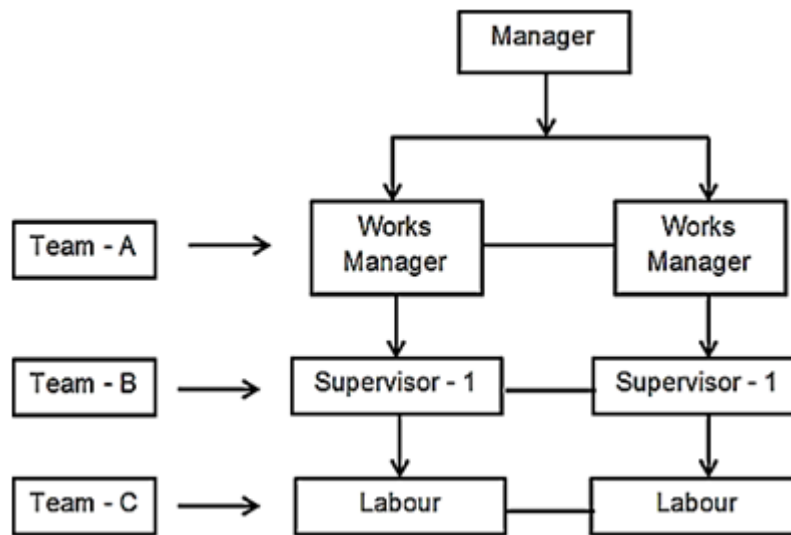 Manager
Works
Manager
Works
Manager
Team - A
Team - B
Supervisor - 1
Supervisor - 1
Team - C
Labour
Labour